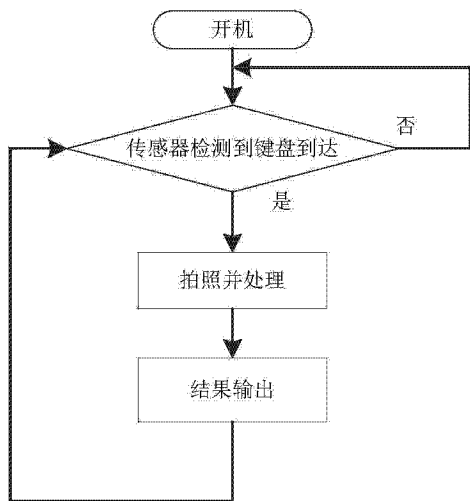 开机
否
传感器检测到键盘到达
是
拍照并处理
结果输出